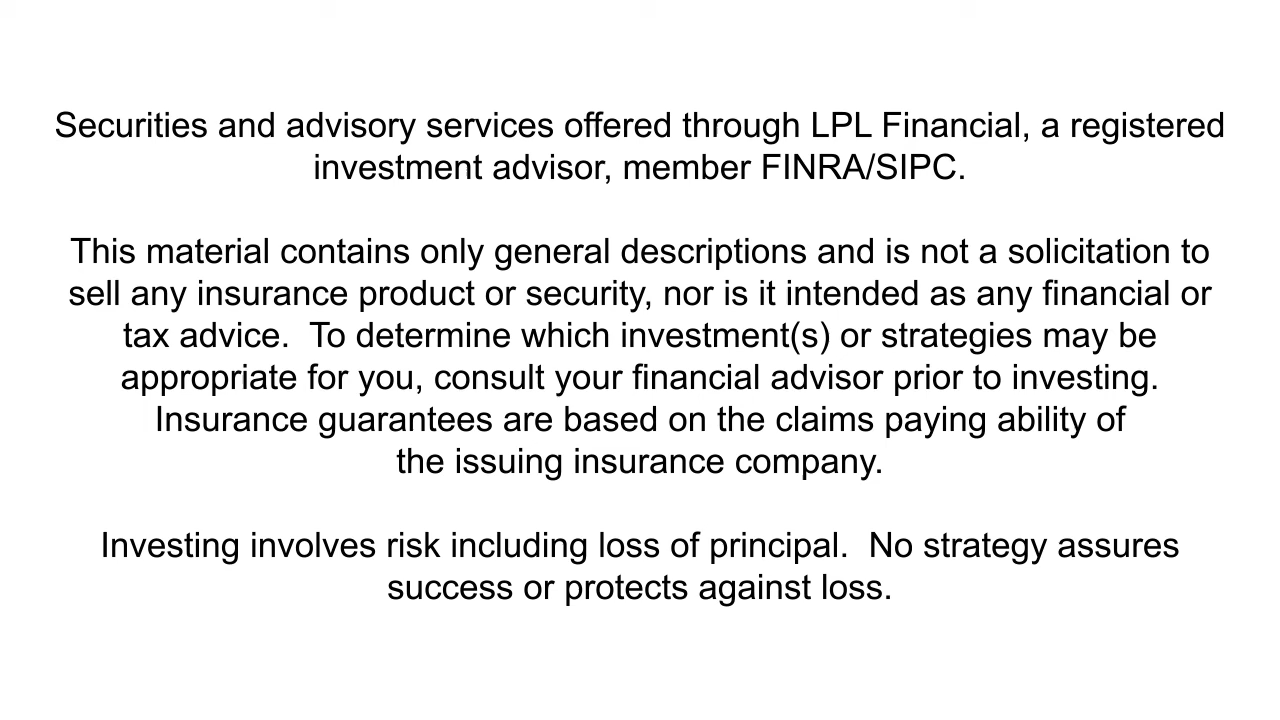 Securities and advisory services offered through LPL Financial, a registered
investment advisor, member FINRA/SIPC.
This material contains only general descriptions and is not a solicitation to
sell any insurance product or security, nor is it intended as any financial or
tax advice.  To determine which investment(s) or strategies may be
appropriate for you, consult your financial advisor prior to investing.
Insurance guarantees are based on the claims paying ability of
the issuing insurance company.
Investing involves risk including loss of principal.  No strategy assures
success or protects against loss.